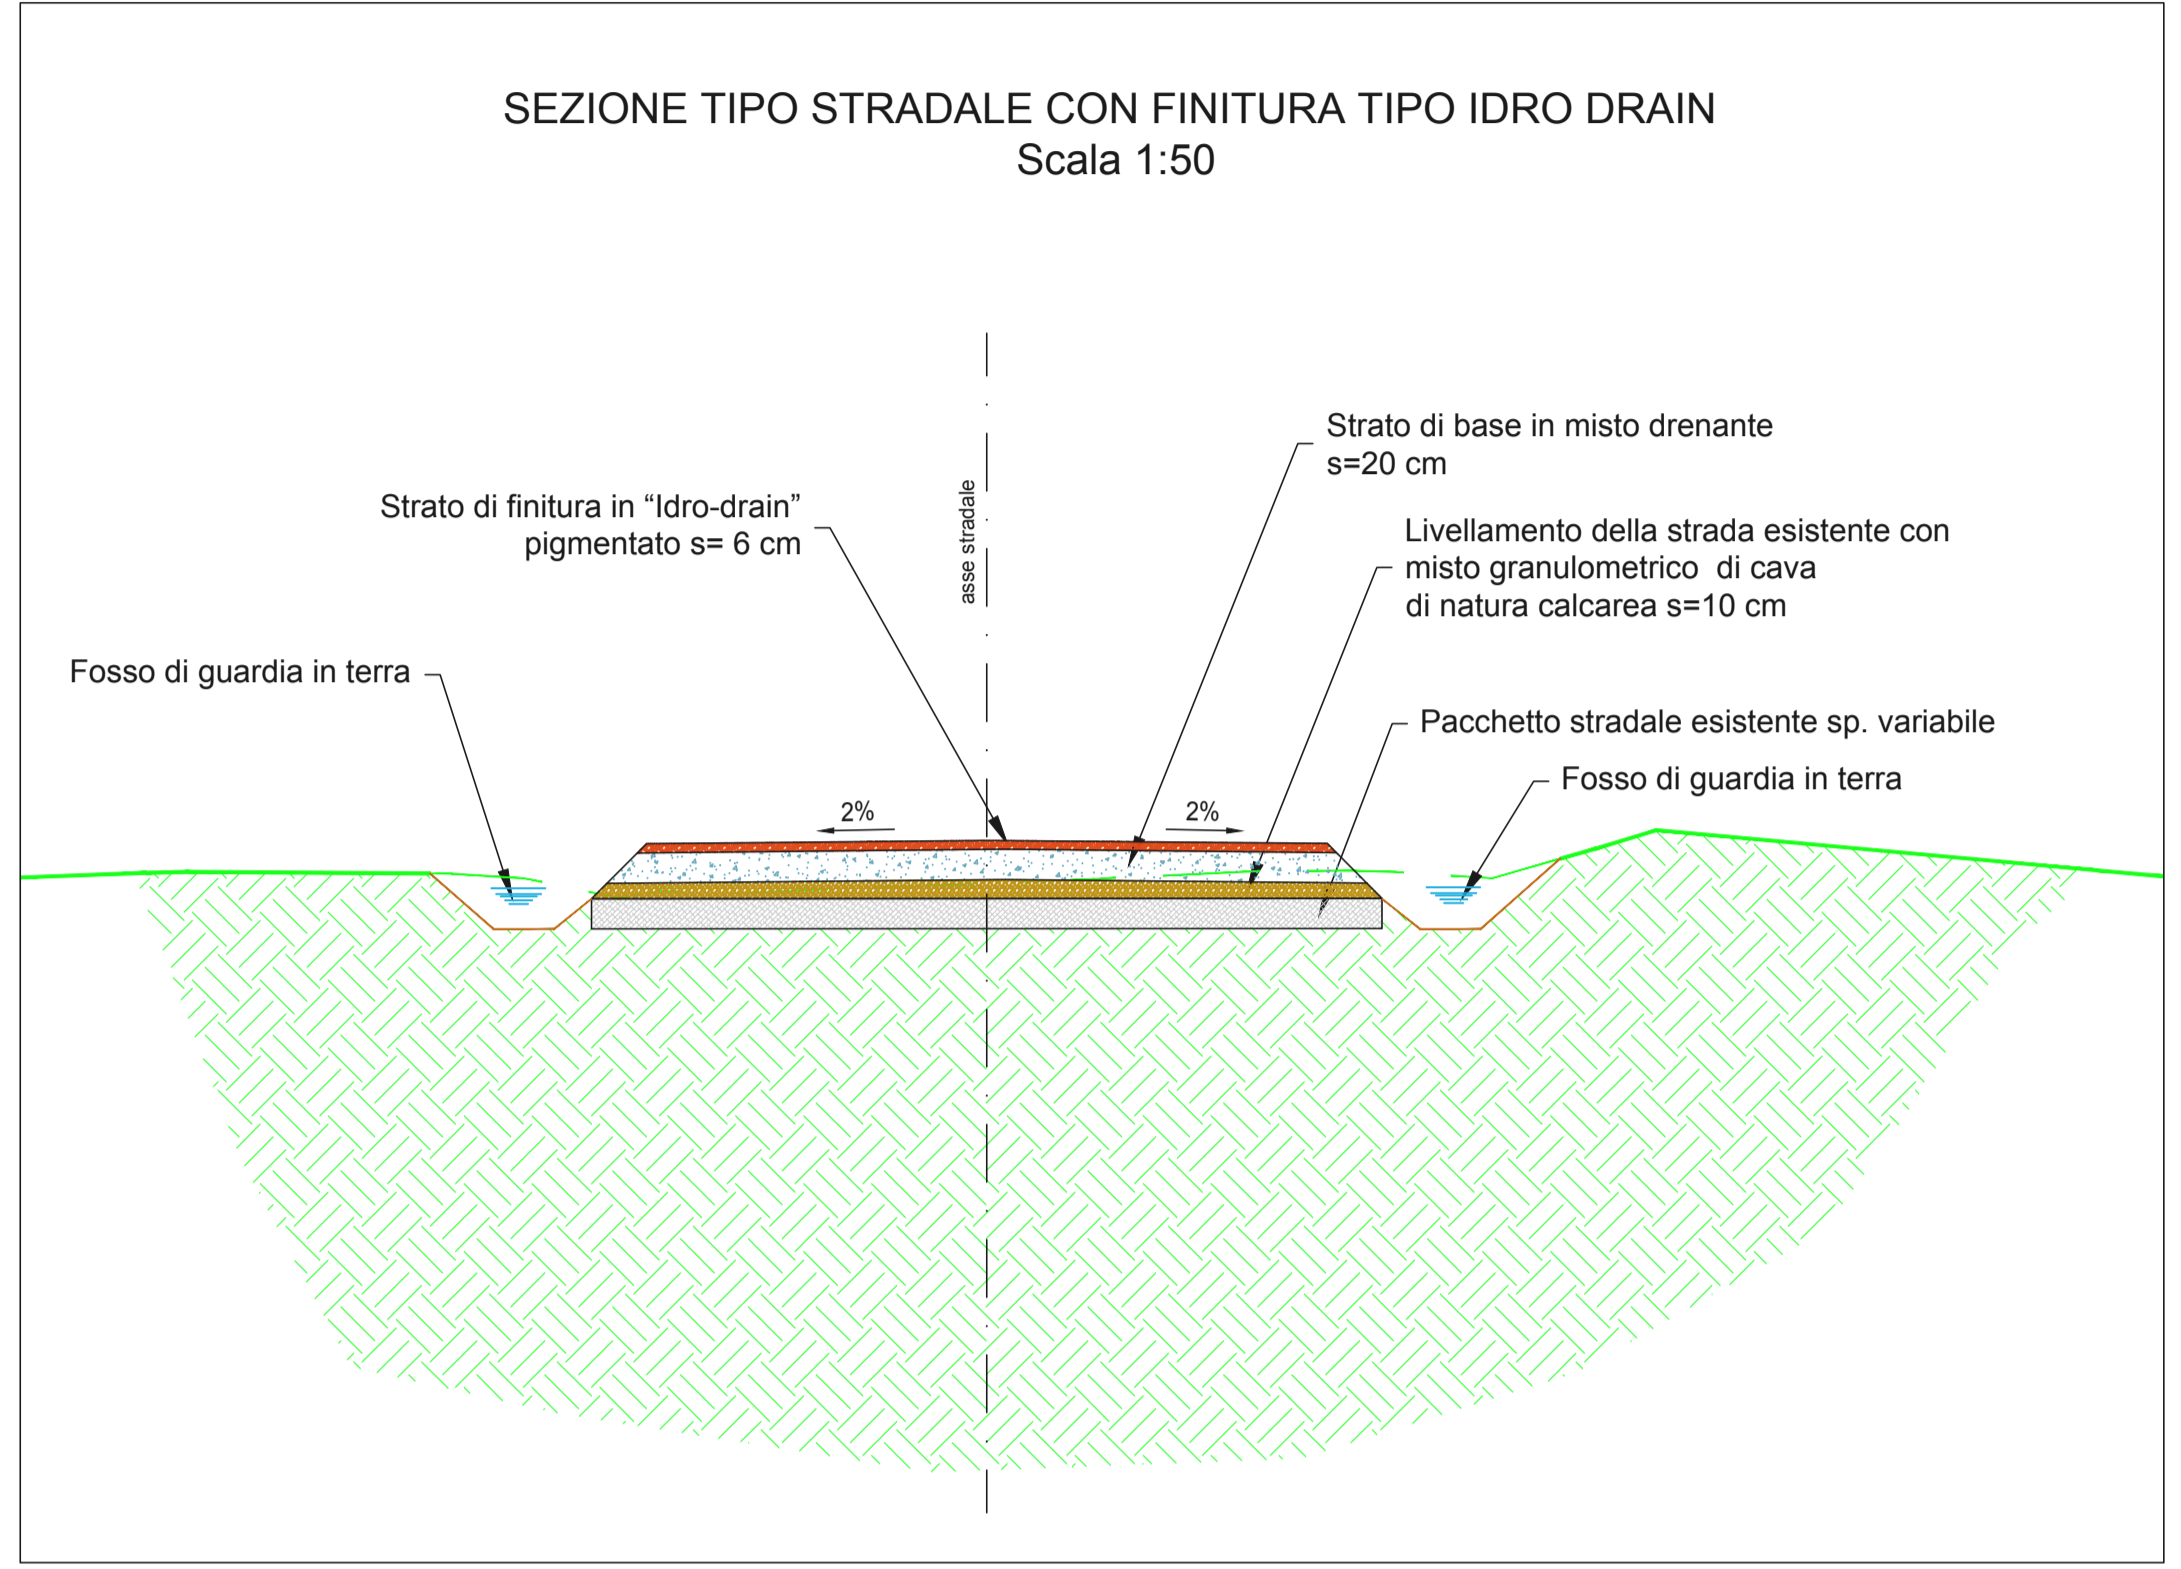 SEZIONE TIPO STRADALE CON FINITURA TIPO IDRO DRAIN
Scala 1:50
Strato di base in misto drenante
s=20 cm
Strato di finitura in “Idro-drain”
pigmentato s= 6 cm
asse stradale
Livellamento della strada esistente con
misto granulometrico  di cava
di natura calcarea s=10 cm
Fosso di guardia in terra
Pacchetto stradale esistente sp. variabile
Fosso di guardia in terra
2%
2%